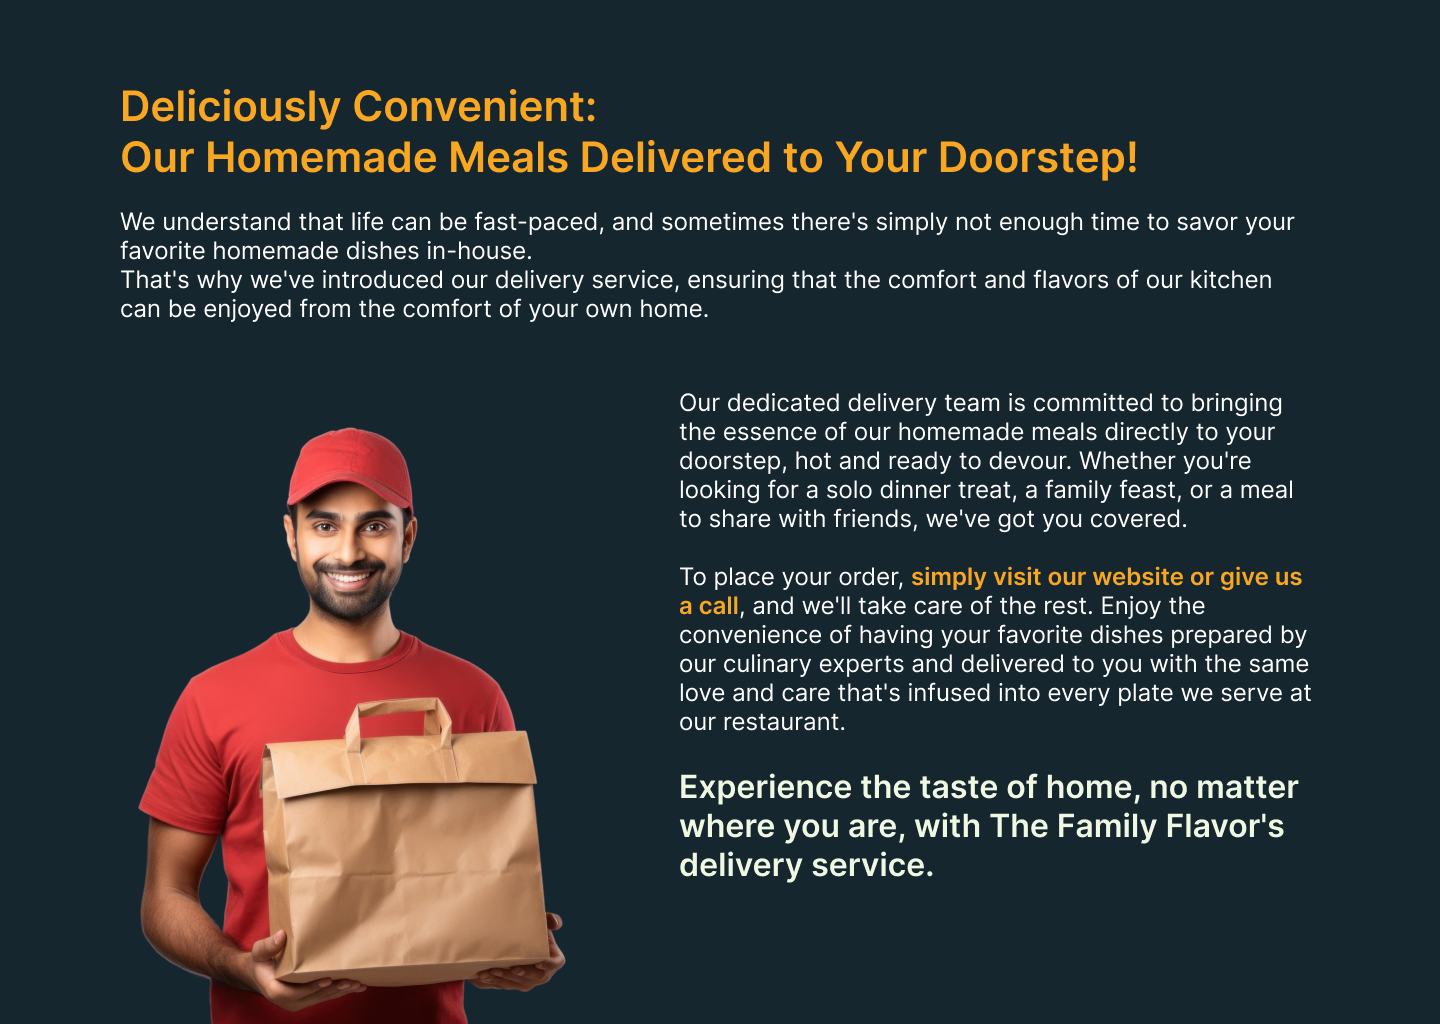 Deliciously Convenient:
Our Homemade Meals Delivered to Your Doorstep!
We understand that life can be fast-paced, and sometimes there's simply not enough time to savor your
favorite homemade dishes in-house.
That's why we've introduced our delivery service, ensuring that the comfort and flavors of our kitchen
can be enjoyed from the comfort of your own home.
Our dedicated delivery team is committed to bringing
the essence of our homemade meals directly to your
doorstep, hot and ready to devour. Whether you're
looking for a solo dinner treat, a family feast, or a meal
to share with friends, we've got you covered.
To place your order, simply visit our website or give us
a call, and we'll take care of the rest. Enjoy the
convenience of having your favorite dishes prepared by
our culinary experts and delivered to you with the same
love and care that's infused into every plate we serve at
our restaurant.
Experience the taste of home, no matter
where you are, with The Family Flavor's
delivery service.